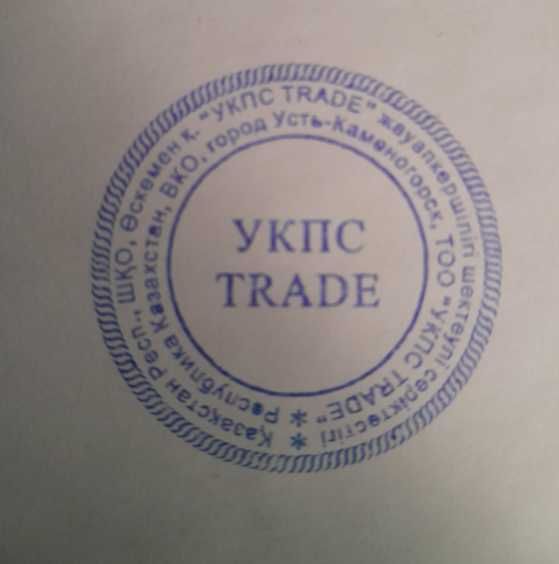 Қазақстан Респ., ШҚО, Өскемен қ. "УКПС TRADE" жауапкершілігі шектеулі серіктестігі *
Республика Казахстан, ВКО, город Усть-Каменогорск, ТОО "УКПС TRADE" *
УКПС
TRADE